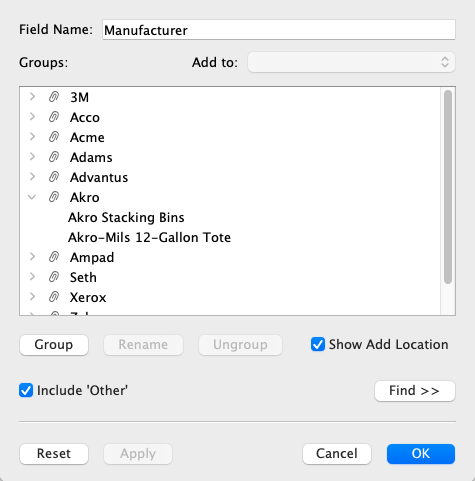 Field Name: Manufacturer
Groups: Add to:
3M
Acco
Acme
Adams
Advantus
Akro
Akro Stacking Bins
Akro-Mils 12-Gallon Tote
Ampad
Seth
Xerox
Group Rename Ungroup Show Add Location
Include 'Other' Find >>
Reset Apply Cancel OK